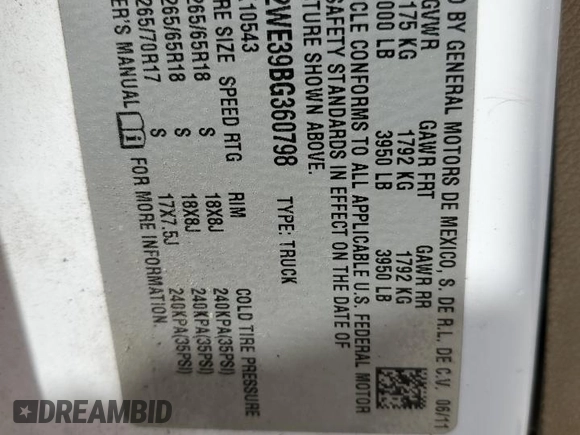 D BY GENERAL MOTORS DE MEXICO, S. DE R.L. DE C.V. 06/11
GVWR GAWR FRT GAWR RR
175 KG 1792 KG 1792 KG
000 LB 3950 LB 3950 LB
ICLE CONFORMS TO ALL APPLICABLE U.S. FEDERAL MOTOR
SAFETY STANDARDS IN EFFECT ON THE DATE OF
TURE SHOWN ABOVE.
2WE39BG360798 TYPE: TRUCK
10543
RE SIZE SPEED RTG RIM COLD TIRE PRESSURE
265/65R18 S 18X8J 240KPA(35PSI)
265/65R18 S 18X8J 240KPA(35PSI)
265/70R17 S 17X7.5J 240KPA(35PSI)
ER'S MANUAL FOR MORE INFORMATION.
DREAMBID